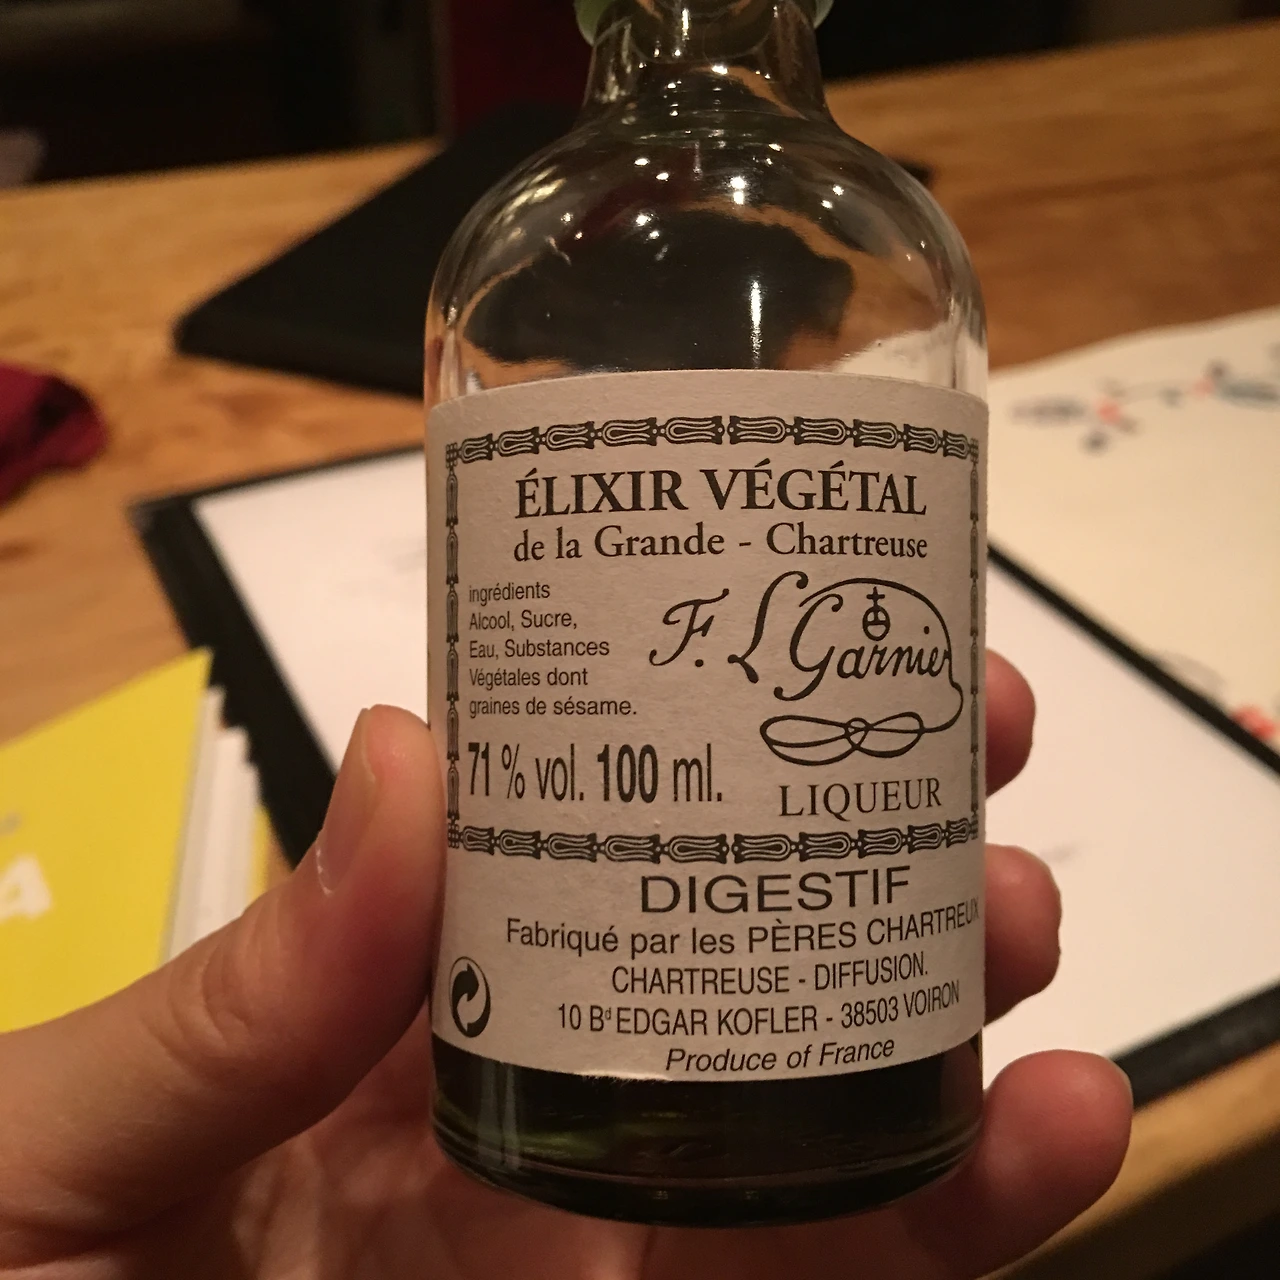 ÉLIXIR VÉGÉTAL
de la Grande - Chartreuse
ingrédients
Alcool, Sucre,
Eau, Substances
Végétales dont
graines de sésame.
F. L Garnier
71 % vol. 100 ml.
LIQUEUR
DIGESTIF
Fabriqué par les PÈRES CHARTREUX
CHARTREUSE - DIFFUSION.
10 Bd EDGAR KOFLER - 38503 VOIRON
Produce of France
A